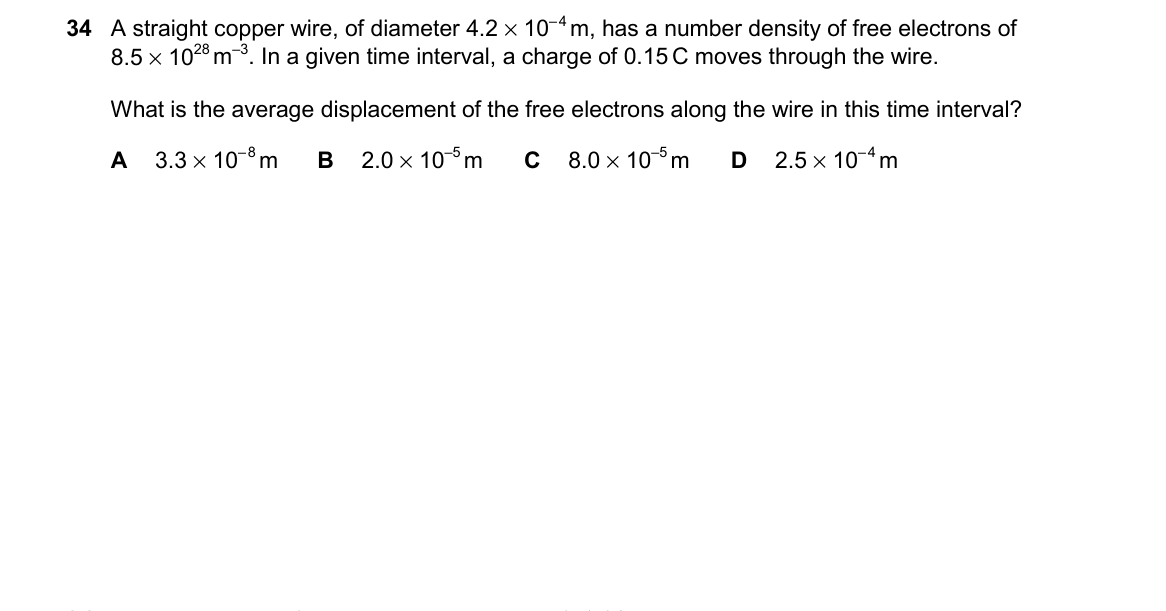 34 A straight copper wire, of diameter 4.2 × 10⁻⁴ m, has a number density of free electrons of
8.5 × 10²⁸ m⁻³. In a given time interval, a charge of 0.15 C moves through the wire.
What is the average displacement of the free electrons along the wire in this time interval?
A 3.3 × 10⁻⁸ m B 2.0 × 10⁻⁵ m C 8.0 × 10⁻⁵ m D 2.5 × 10⁻⁴ m